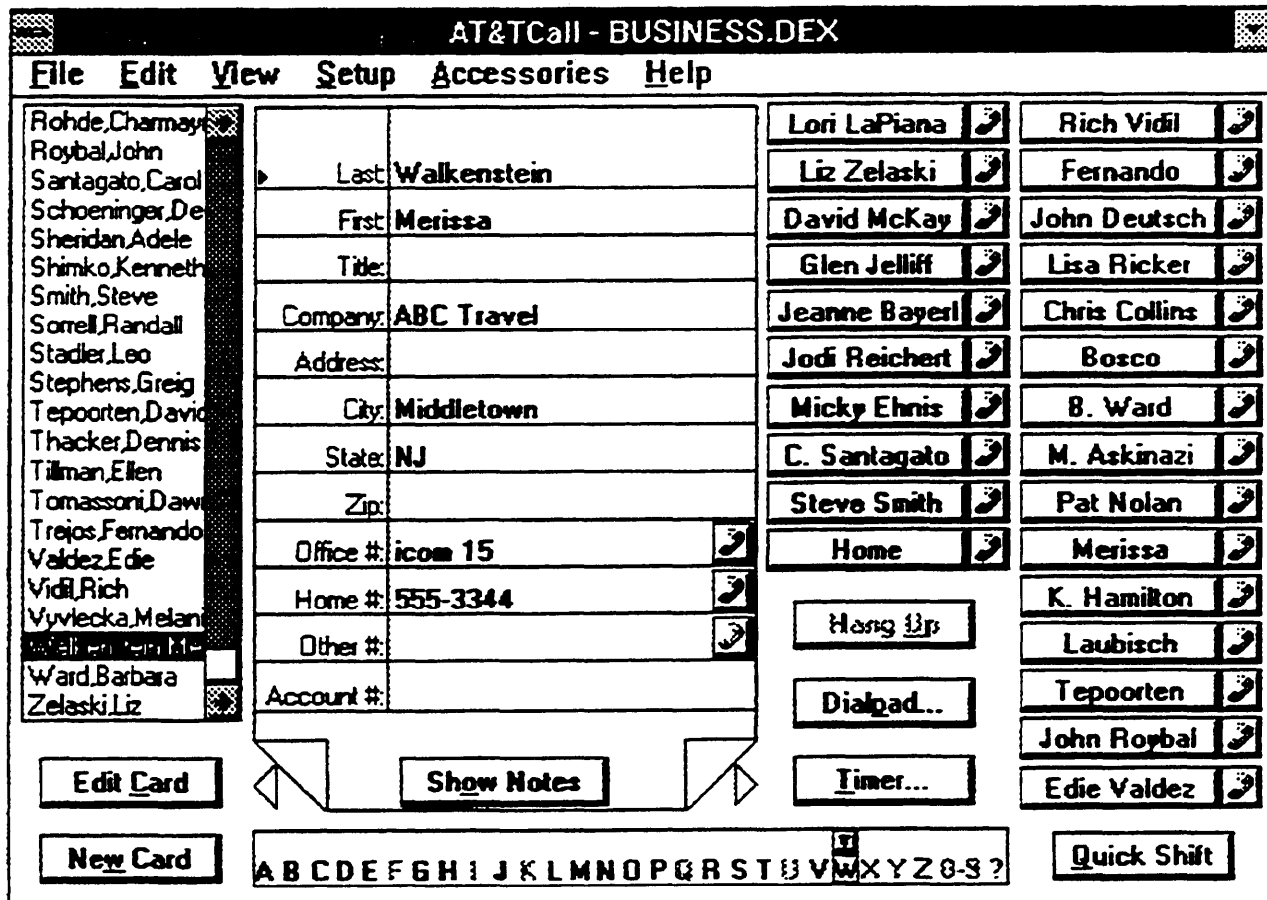 AT&TCall - BUSINESS.DEX
File Edit View Setup Accessories Help
Rohde,Charmay
Roybal,John
Santagato,Carol
Schoeninger,De
Sheridan,Adele
Shimko,Kenneth
Smith,Steve
Sorrell,Randall
Stadler,Leo
Stephens,Greig
Tepoorten,David
Thacker,Dennis
Tillman,Ellen
Tomassoni,Daw
Trejos,Fernando
Valdez,Edie
Vidil,Rich
Vyvlecka,Melani
Walkenstein,Me
Ward,Barbara
Zelaski,Liz
Edit Card
New Card
Last: Walkenstein
First: Merissa
Title:
Company: ABC Travel
Address:
City: Middletown
State: NJ
Zip:
Office #: icom 15
Home #: 555-3344
Other #:
Account #:
Show Notes
Lori LaPiana
Liz Zelaski
David McKay
Glen Jelliff
Jeanne Bayerl
Jodi Reichert
Micky Ehnis
C. Santagato
Steve Smith
Home
Hang Up
Dialpad...
Timer...
Rich Vidil
Fernando
John Deutsch
Lisa Ricker
Chris Collins
Bosco
B. Ward
M. Askinazi
Pat Nolan
Merissa
K. Hamilton
Laubisch
Tepoorten
John Roybal
Edie Valdez
Quick Shift
A B C D E F G H I J K L M N O P Q R S T U V W X Y Z 0-9 ?